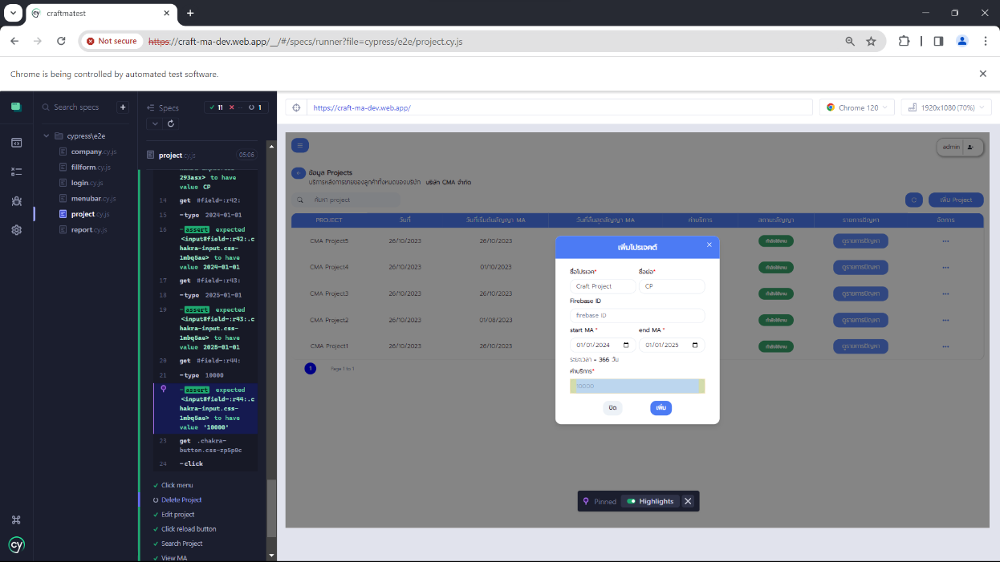 craftmatest
Not secure
https://craft-ma-dev.web.app/__/#/specs/runner?file=cypress/e2e/project.cy.js
Chrome is being controlled by automated test software.
Search specs
cypress\e2e
company.cy.js
fillform.cy.js
login.cy.js
menubar.cy.js
project.cy.js
report.cy.js
Specs
11
--
1
project.cy.js
05:06
293asx> to have
value CP
14 get #field-:r42:
15 -type 2024-01-01
16 -assert expected
<input#field-:r42:.c
hakra-input.css-
1mbq5ae> to have
value 2024-01-01
17 get #field-:r43:
18 -type 2025-01-01
19 -assert expected
<input#field-:r43:.c
hakra-input.css-
1mbq5ae> to have
value 2025-01-01
20 get #field-:r44:
21 -type 10000
-assert expected
<input#field-:r44:.c
hakra-input.css-
1mbq5ae> to have
value '10000'
23 get .chakra-
button.css-zp5p0c
24 -click
Click menu
Delete Project
Edit project
Click reload button
Search Project
View MA
https://craft-ma-dev.web.app/
Chrome 120
1920x1080 (70%)
admin
ข้อมูล Projects
บริการหลังการขายของลูกค้าทั้งหมดของบริษัท บริษัท CMA จำกัด
ค้นหา project
เพิ่ม Project
PROJECT วันที่ วันที่เริ่มต้นสัญญา MA วันที่สิ้นสุดสัญญา MA ค่าบริการ สถานะสัญญา รายการปัญหา จัดการ
CMA Project5 26/10/2023 26/10/2023 กำลังใช้งาน ดูรายการปัญหา
CMA Project4 26/10/2023 01/10/2023 กำลังใช้งาน ดูรายการปัญหา
CMA Project3 26/10/2023 26/10/2023 กำลังใช้งาน ดูรายการปัญหา
CMA Project2 26/10/2023 01/08/2023 กำลังใช้งาน ดูรายการปัญหา
CMA Project1 26/10/2023 26/10/2023 กำลังใช้งาน ดูรายการปัญหา
1 Page 1 to 1
เพิ่มโปรเจคต์
ชื่อโปรเจค* ชื่อย่อ*
Craft Project CP
Firebase ID
firebase ID
start MA * end MA *
01/01/2024 01/01/2025
ระยะเวลา = 366 วัน
ค่าบริการ*
10000
ปิด เพิ่ม
Pinned Highlights